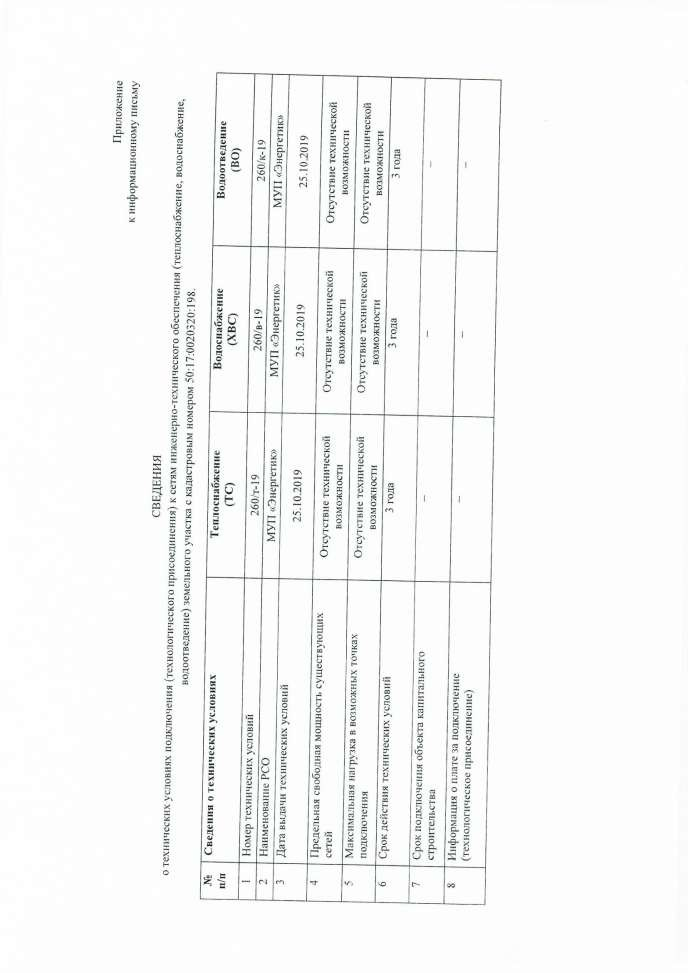 Приложение
к информационному письму
СВЕДЕНИЯ
о технических условиях подключения (технологического присоединения) к сетям инженерно-технического обеспечения (теплоснабжение, водоснабжение,
водоотведение) земельного участка с кадастровым номером 50:17:0020320:198.
№ п/п Сведения о технических условиях Теплоснабжение (ТС) Водоснабжение (ХВС) Водоотведение (ВО)
1 Номер технических условий 260/т-19 260/в-19 260/к-19
2 Наименование РСО МУП «Энергетик» МУП «Энергетик» МУП «Энергетик»
3 Дата выдачи технических условий 25.10.2019 25.10.2019 25.10.2019
4 Предельная свободная мощность существующих сетей Отсутствие технической возможности Отсутствие технической возможности Отсутствие технической возможности
5 Максимальная нагрузка в возможных точках подключения Отсутствие технической возможности Отсутствие технической возможности Отсутствие технической возможности
6 Срок действия технических условий 3 года 3 года 3 года
7 Срок подключения объекта капитального строительства – – –
8 Информация о плате за подключение (технологическое присоединение) – – –